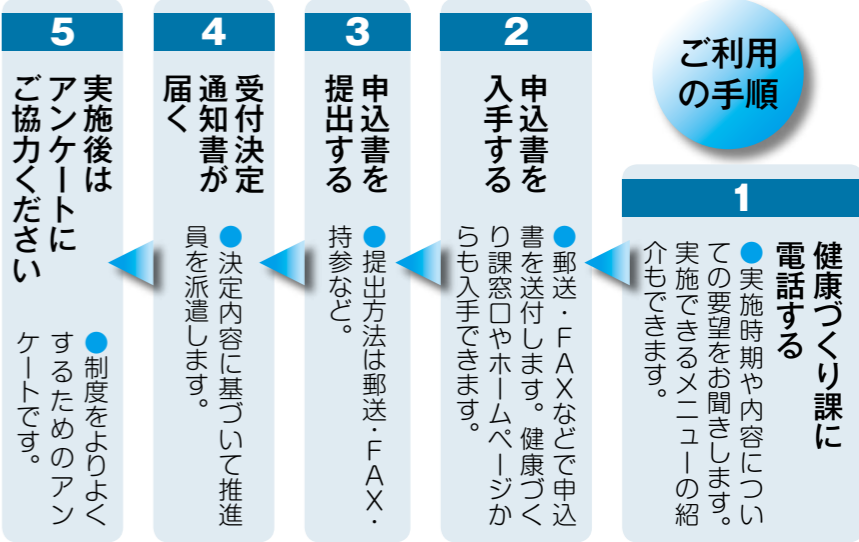 ご利用
の手順
1
健康づくり課に
電話する
●実施時期や内容につい
ての要望をお聞きします。
実施できるメニューの紹
介もできます。
2
申込書を
入手する
●郵送・FAXなどで申込
書を送付します。健康づく
り課窓口やホームページか
らも入手できます。
3
申込書を
提出する
●提出方法は郵送・FAX・
持参など。
4
受付決定
通知書が
届く
●決定内容に基づいて推進
員を派遣します。
5
実施後は
アンケートに
ご協力ください
●制度をよりよく
するためのアン
ケートです。